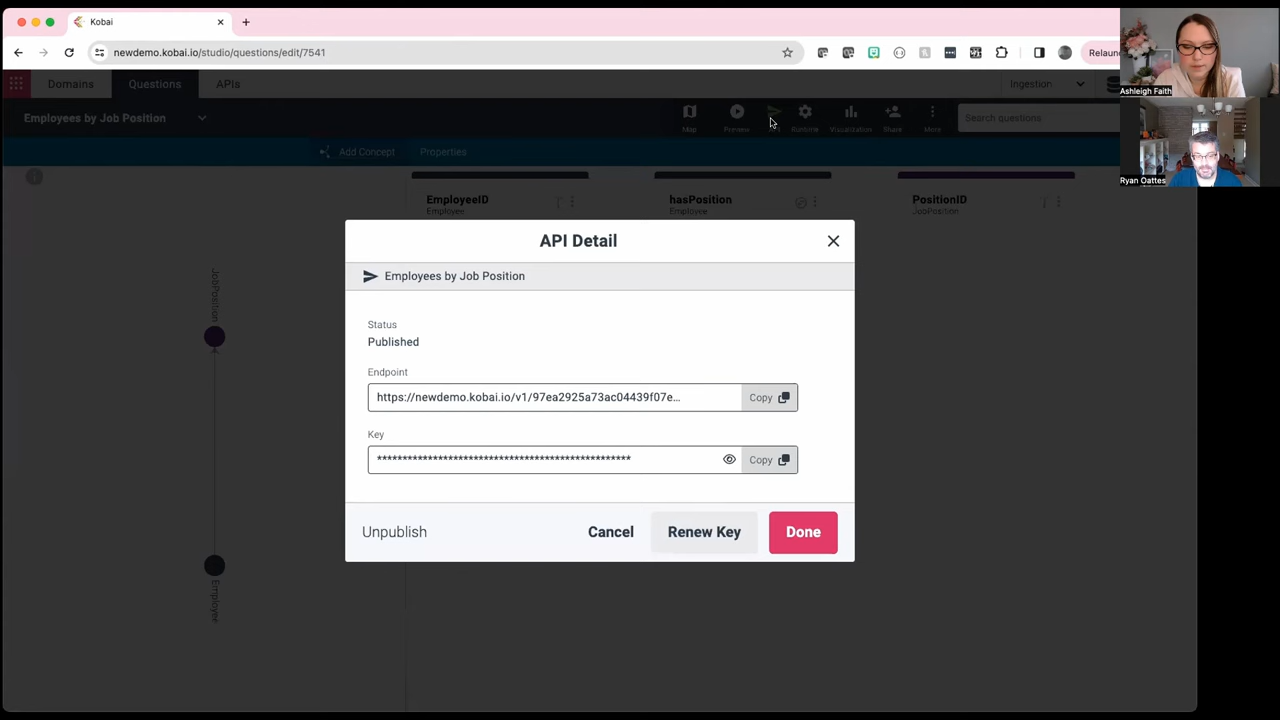 Kobai
newdemo.kobai.io/studio/questions/edit/7541
Relaunc
Domains
Questions
APIs
Ingestion
Employees by Job Position
Map
Preview
Runtime
Visualization
Share
More
Search questions
Add Concept
Properties
EmployeeID
Employee
hasPosition
Employee
PositionID
JobPosition
JobPosition
Employee
API Detail
Employees by Job Position
Status
Published
Endpoint
https://newdemo.kobai.io/v1/97ea2925a73ac04439f07e...
Copy
Key
**************************************************
Copy
Unpublish
Cancel
Renew Key
Done
Ashleigh Faith
Ryan Oattes